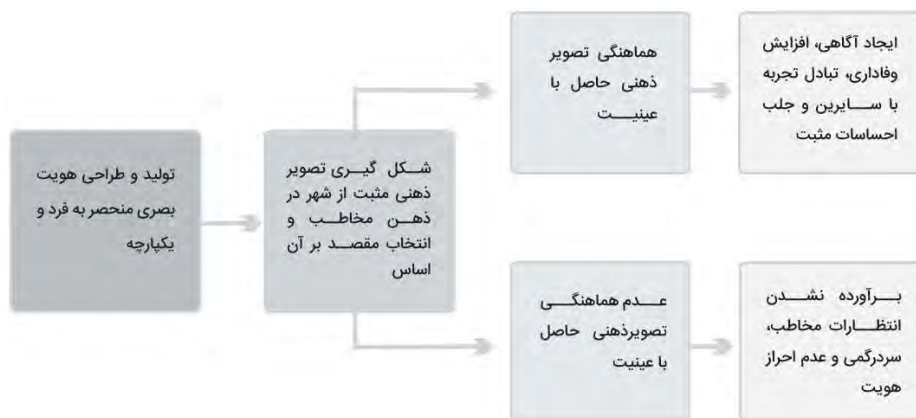 تولید و طراحی هویت
بصری منحصر به فرد و
یکپارچه
شکل گیری تصویر
ذهنی مثبت از شهر در
ذهن مخاطب و
انتخاب مقصد بر آن
اساس
هماهنگی تصویر
ذهنی حاصل با
عینیت
ایجاد آگاهی، افزایش
وفاداری، تبادل تجربه
با سایرین و جلب
احساسات مثبت
عدم هماهنگی
تصویرذهنی حاصل
با عینیت
برآورده نشدن
انتظارات مخاطب،
سردرگمی و عدم احراز
هویت